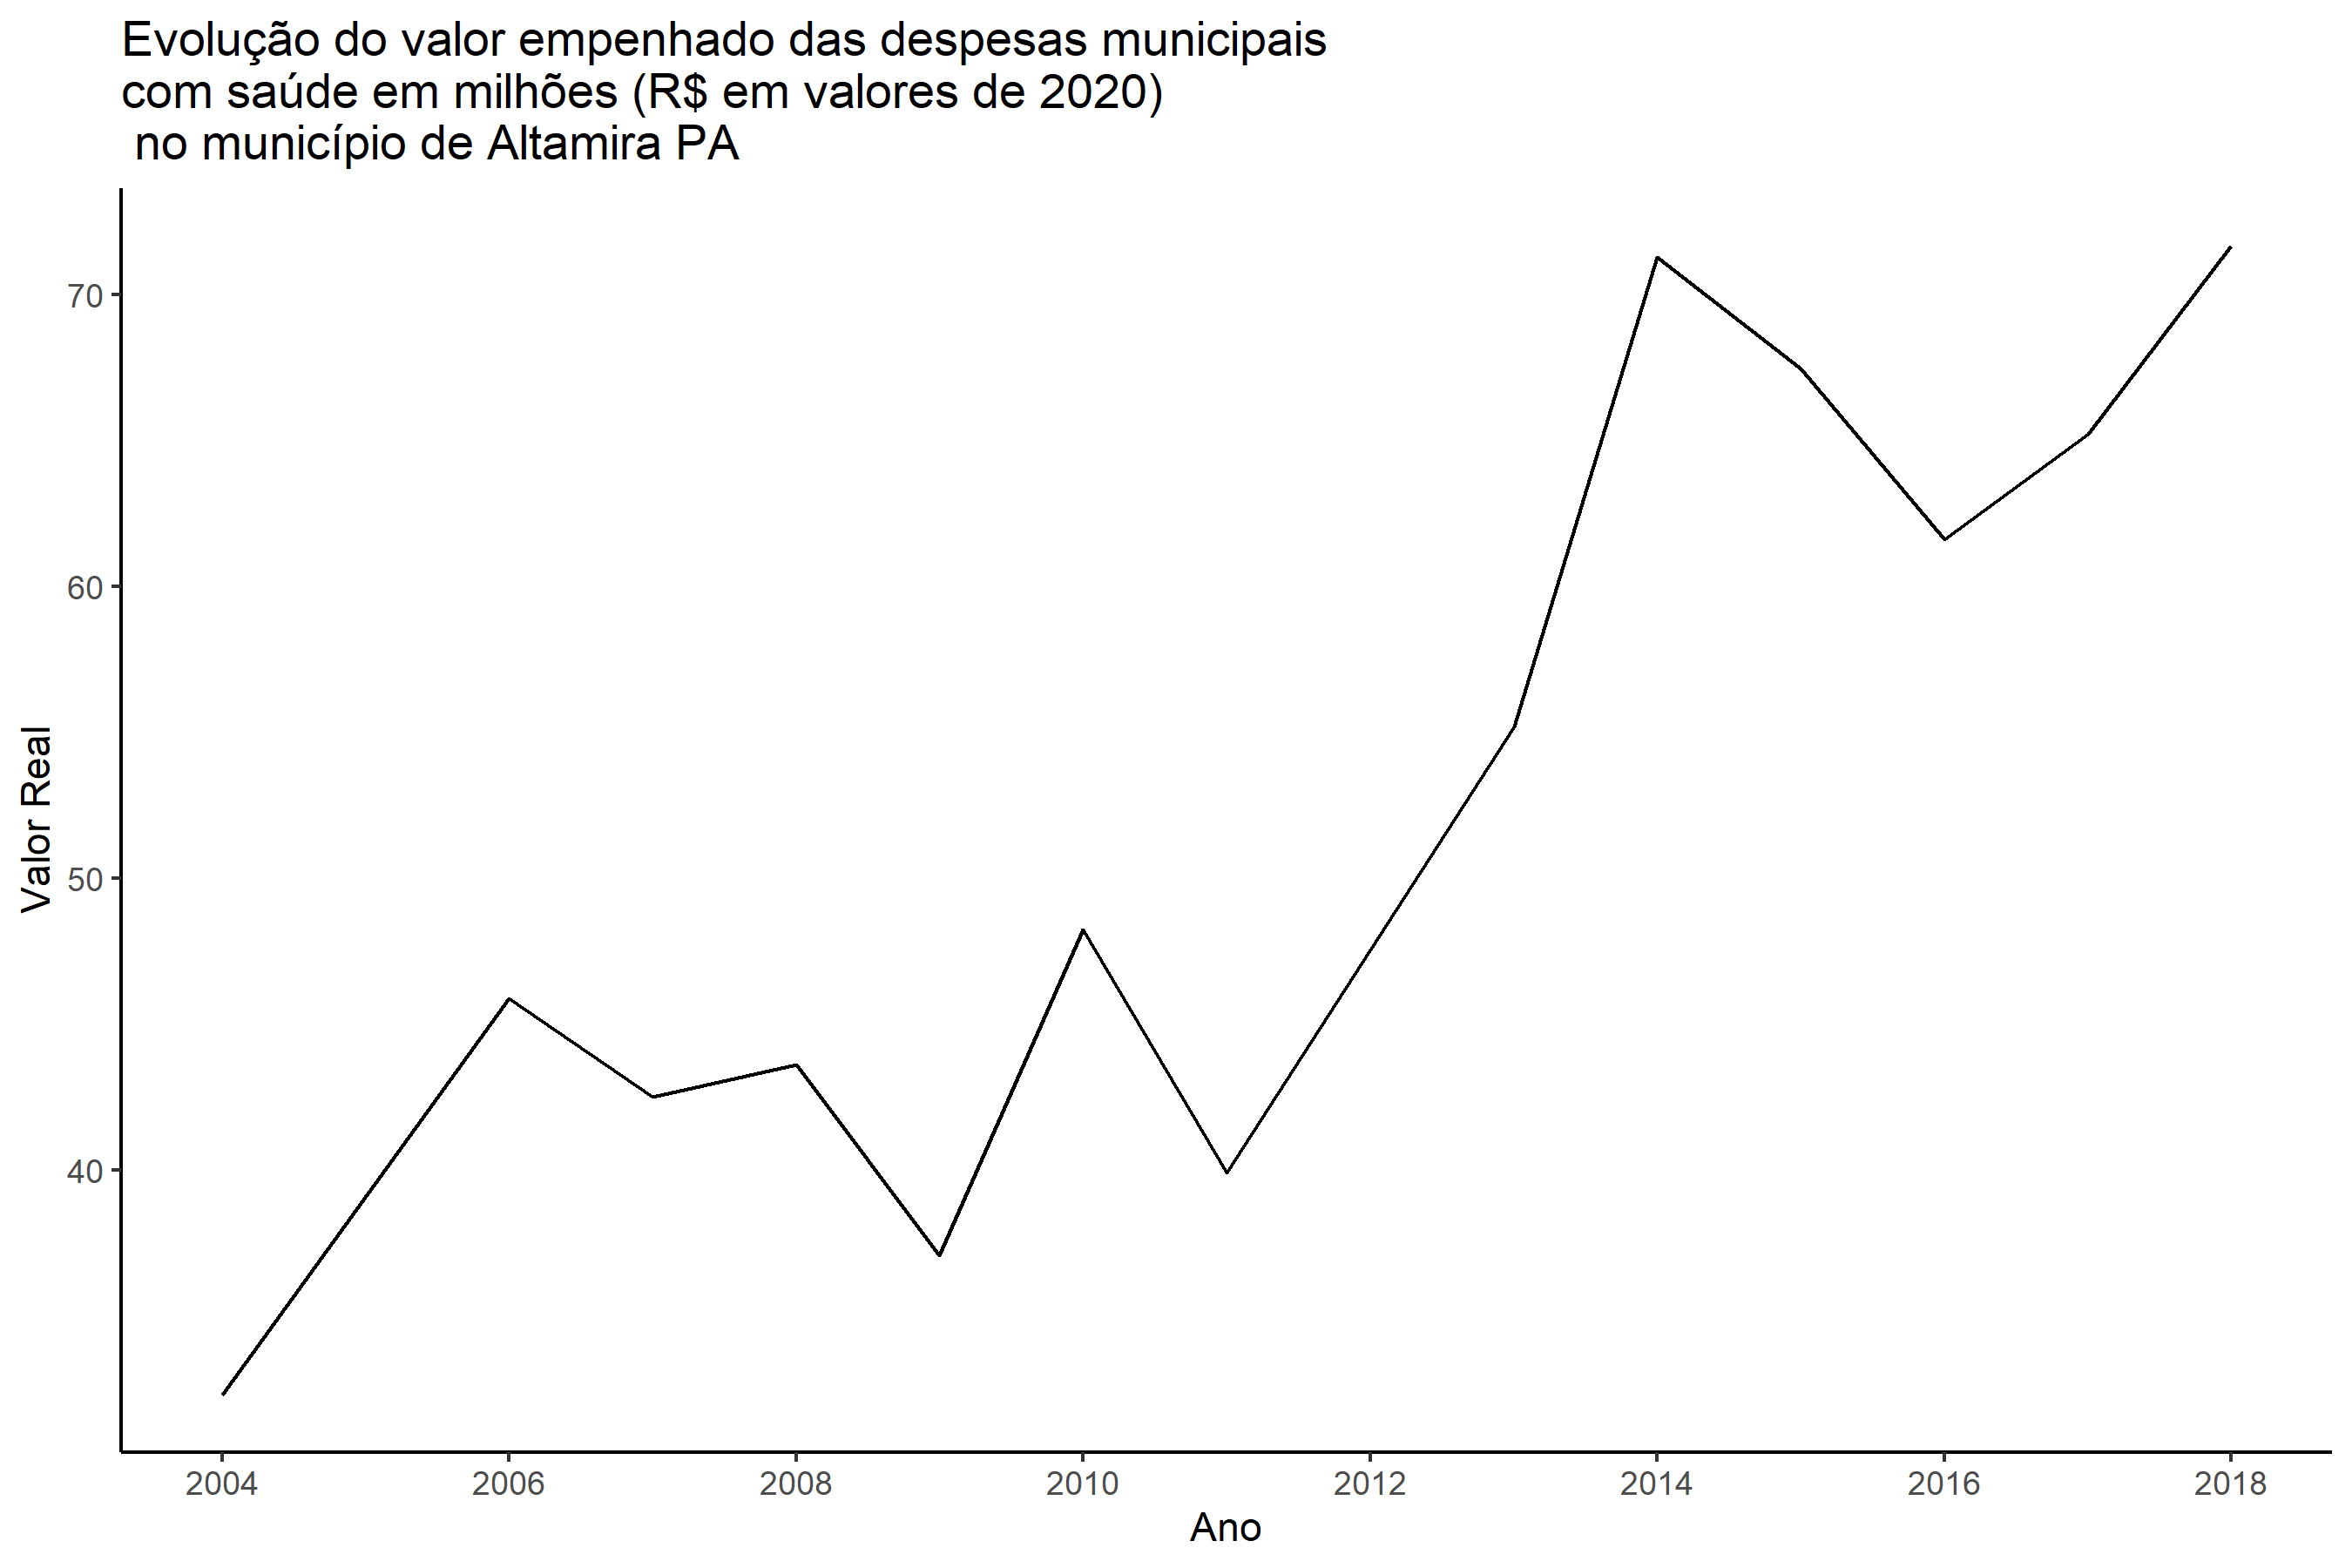 Evolução do valor empenhado das despesas municipais
com saúde em milhões (R$ em valores de 2020)
no município de Altamira PA
70
60
50
40
Valor Real
2004 2006 2008 2010 2012 2014 2016 2018
Ano